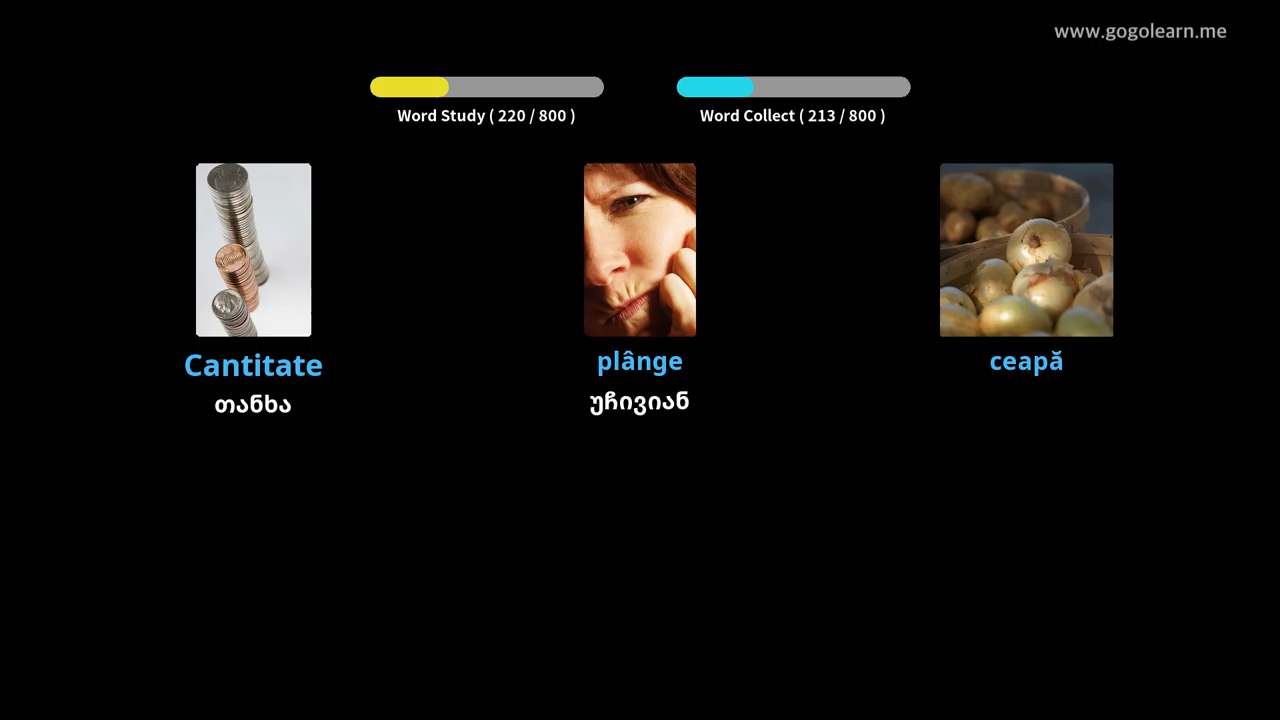 www.gogolearn.me
Word Study ( 220 / 800 )
Word Collect ( 213 / 800 )
Cantitate
თანხა
plânge
უჩივიან
ceapă